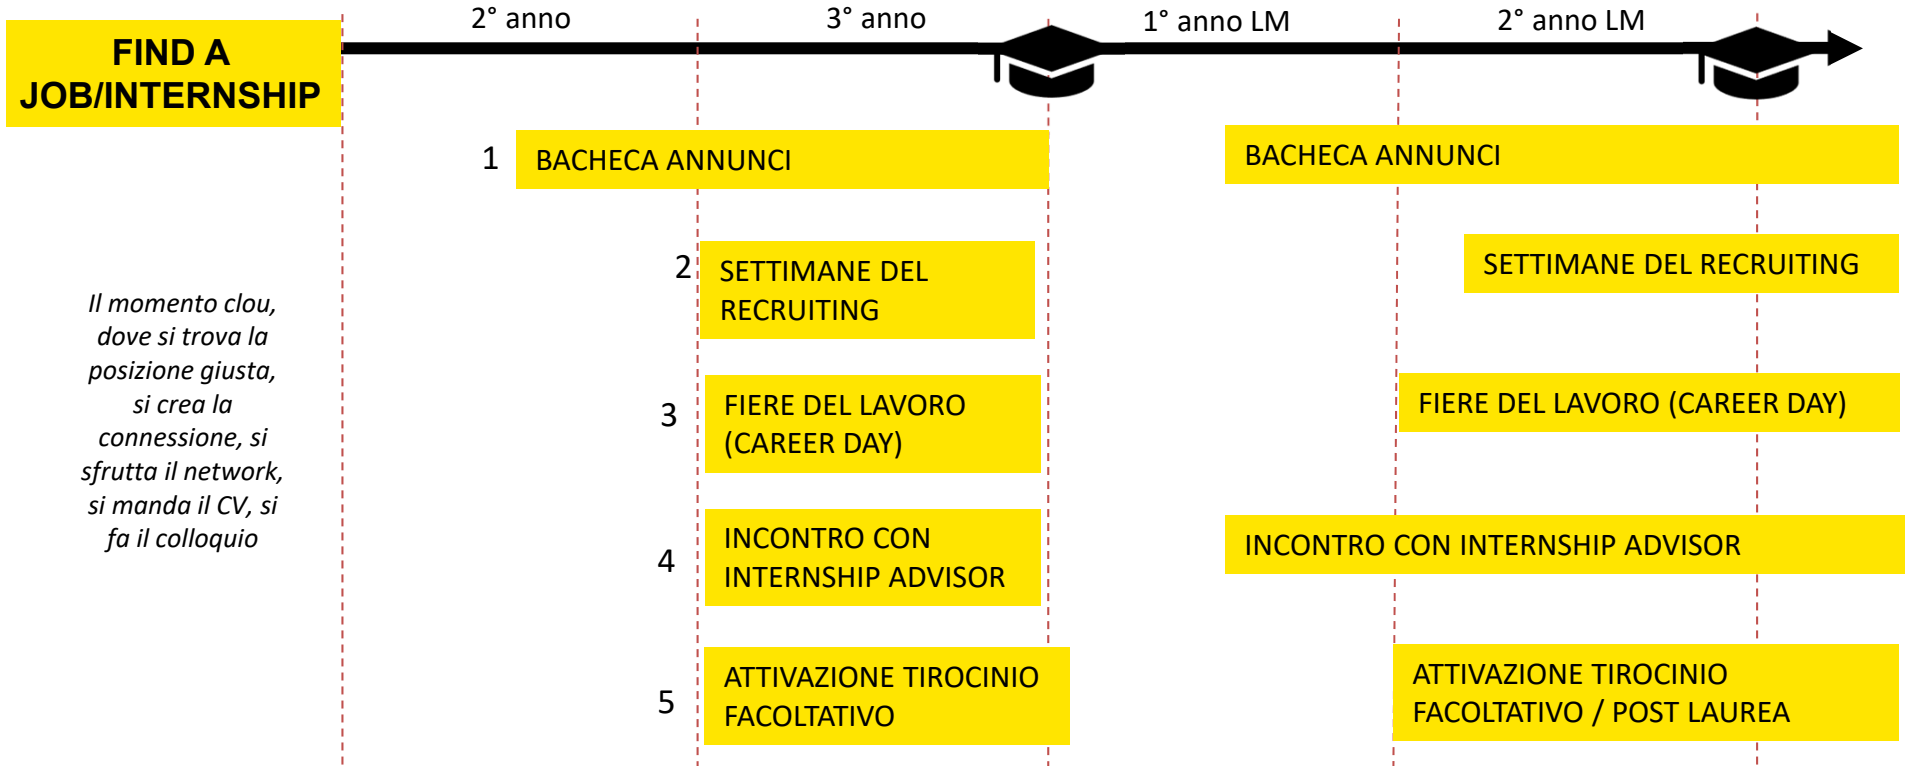 2° anno
3° anno
1° anno LM
2° anno LM
FIND A
JOB/INTERNSHIP
1
BACHECA ANNUNCI
BACHECA ANNUNCI
2
SETTIMANE DEL
RECRUITING
SETTIMANE DEL RECRUITING
Il momento clou,
dove si trova la
posizione giusta,
si crea la
connessione, si
sfrutta il network,
si manda il CV, si
fa il colloquio
3
FIERE DEL LAVORO
(CAREER DAY)
FIERE DEL LAVORO (CAREER DAY)
4
INCONTRO CON
INTERNSHIP ADVISOR
INCONTRO CON INTERNSHIP ADVISOR
5
ATTIVAZIONE TIROCINIO
FACOLTATIVO
ATTIVAZIONE TIROCINIO
FACOLTATIVO / POST LAUREA